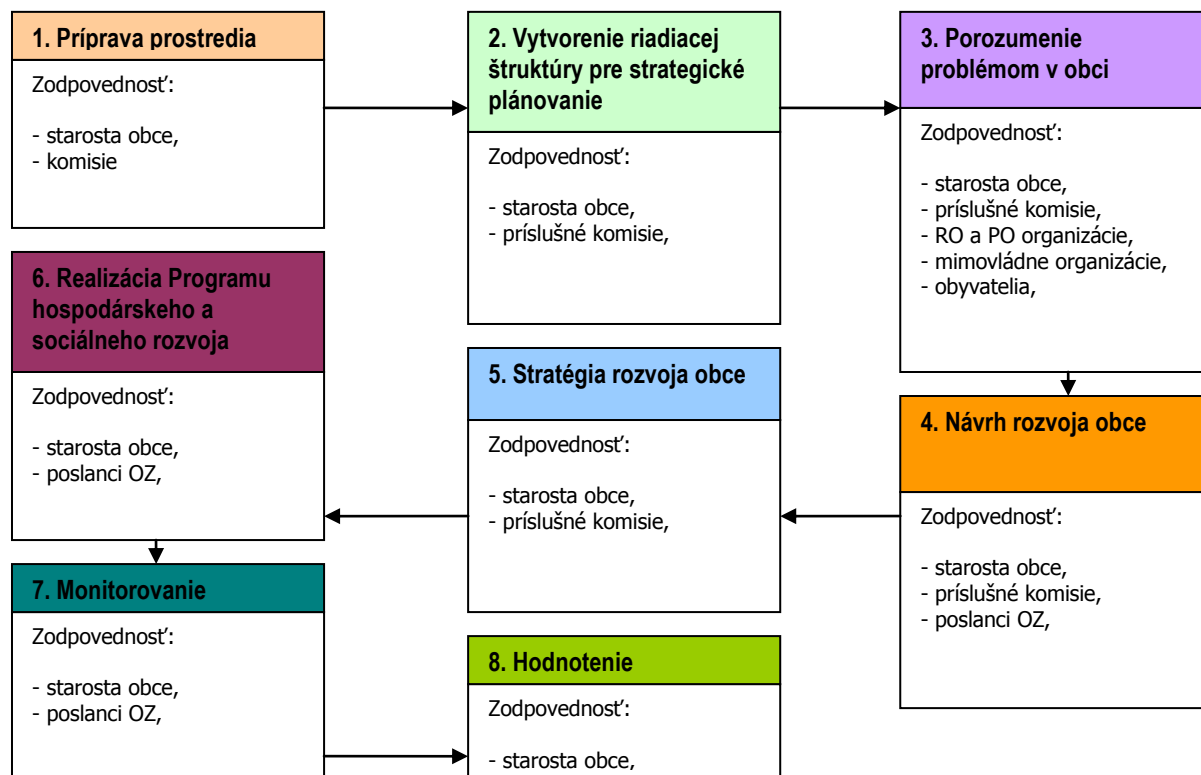 1. Príprava prostredia
Zodpovednosť:
- starosta obce,
- komisie
2. Vytvorenie riadiacej
štruktúry pre strategické
plánovanie
Zodpovednosť:
- starosta obce,
- príslušné komisie,
3. Porozumenie
problémom v obci
Zodpovednosť:
- starosta obce,
- príslušné komisie,
- RO a PO organizácie,
- mimovládne organizácie,
- obyvatelia,
4. Návrh rozvoja obce
Zodpovednosť:
- starosta obce,
- príslušné komisie,
- poslanci OZ,
5. Stratégia rozvoja obce
Zodpovednosť:
- starosta obce,
- príslušné komisie,
6. Realizácia Programu
hospodárskeho a
sociálneho rozvoja
Zodpovednosť:
- starosta obce,
- poslanci OZ,
7. Monitorovanie
Zodpovednosť:
- starosta obce,
- poslanci OZ,
8. Hodnotenie
Zodpovednosť:
- starosta obce,